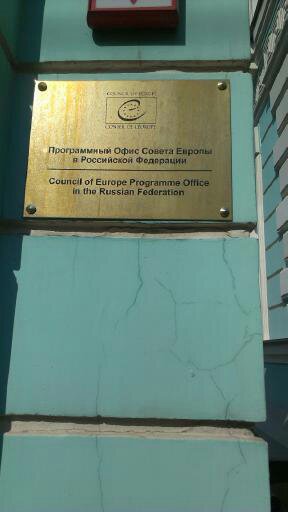 COUNCIL OF EUROPE
CONSEIL DE L'EUROPE
Программный Офис Совета Европы
в Российской Федерации
Council of Europe Programme Office
in the Russian Federation